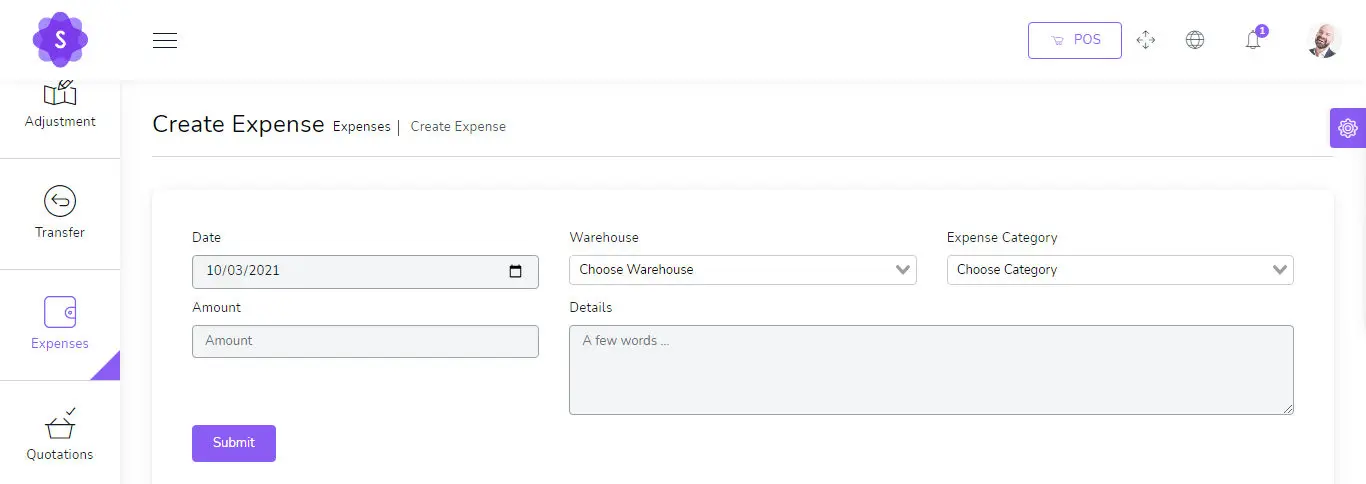 S
POS
1
Adjustment
Create Expense Expenses | Create Expense
Transfer
Date Warehouse Expense Category
10/03/2021 Choose Warehouse Choose Category
Amount Details
Amount A few words ...
Expenses
Submit
Quotations